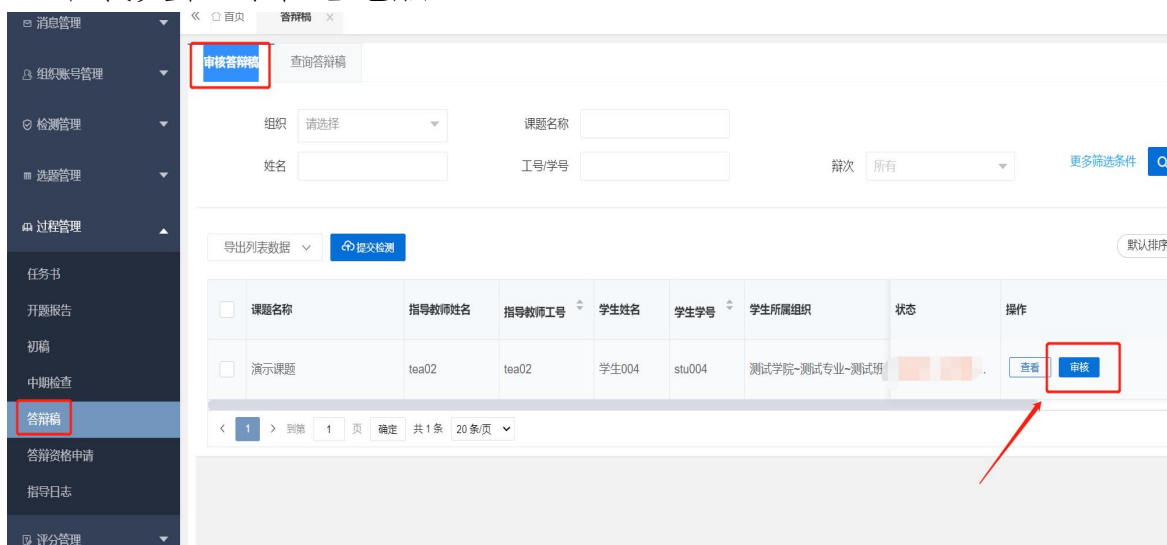 消息管理
组织账号管理
检测管理
选题管理
过程管理
任务书
开题报告
初稿
中期检查
答辩稿
答辩资格申请
指导日志
评分管理
首页 答辩稿 ×
审核答辩稿 查询答辩稿
组织 请选择 课题名称
姓名 工号/学号 辩次 所有 更多筛选条件
导出列表数据 提交检测 默认排序
课题名称 指导教师姓名 指导教师工号 学生姓名 学生学号 学生所属组织 状态 操作
演示课题 tea02 tea02 学生004 stu004 测试学院~测试专业~测试班 查看 审核
< 1 > 到第 1 页 确定 共1条 20条/页